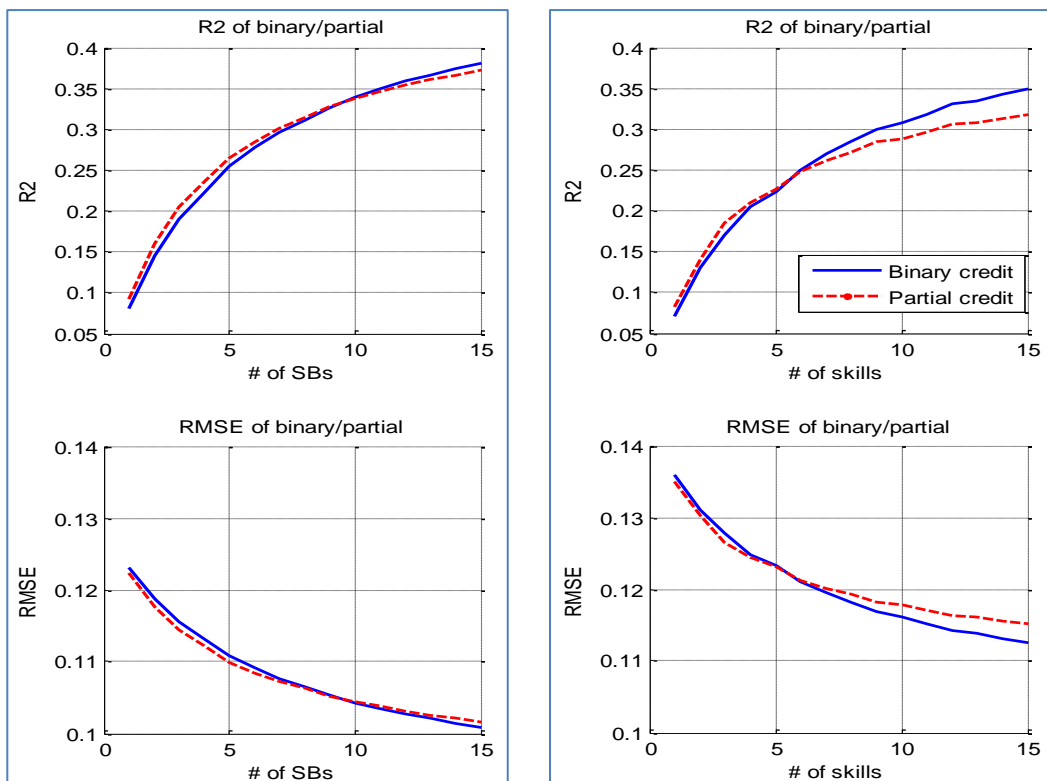 R2 of binary/partial
0.4
0.35
0.3
0.25
0.2
0.15
0.1
0.05
R2
0 5 10 15
# of SBs
R2 of binary/partial
0.4
0.35
0.3
0.25
0.2
0.15
0.1
0.05
R2
Binary credit
Partial credit
0 5 10 15
# of skills
RMSE of binary/partial
0.14
0.13
0.12
0.11
0.1
RMSE
0 5 10 15
# of SBs
RMSE of binary/partial
0.14
0.13
0.12
0.11
0.1
RMSE
0 5 10 15
# of skills